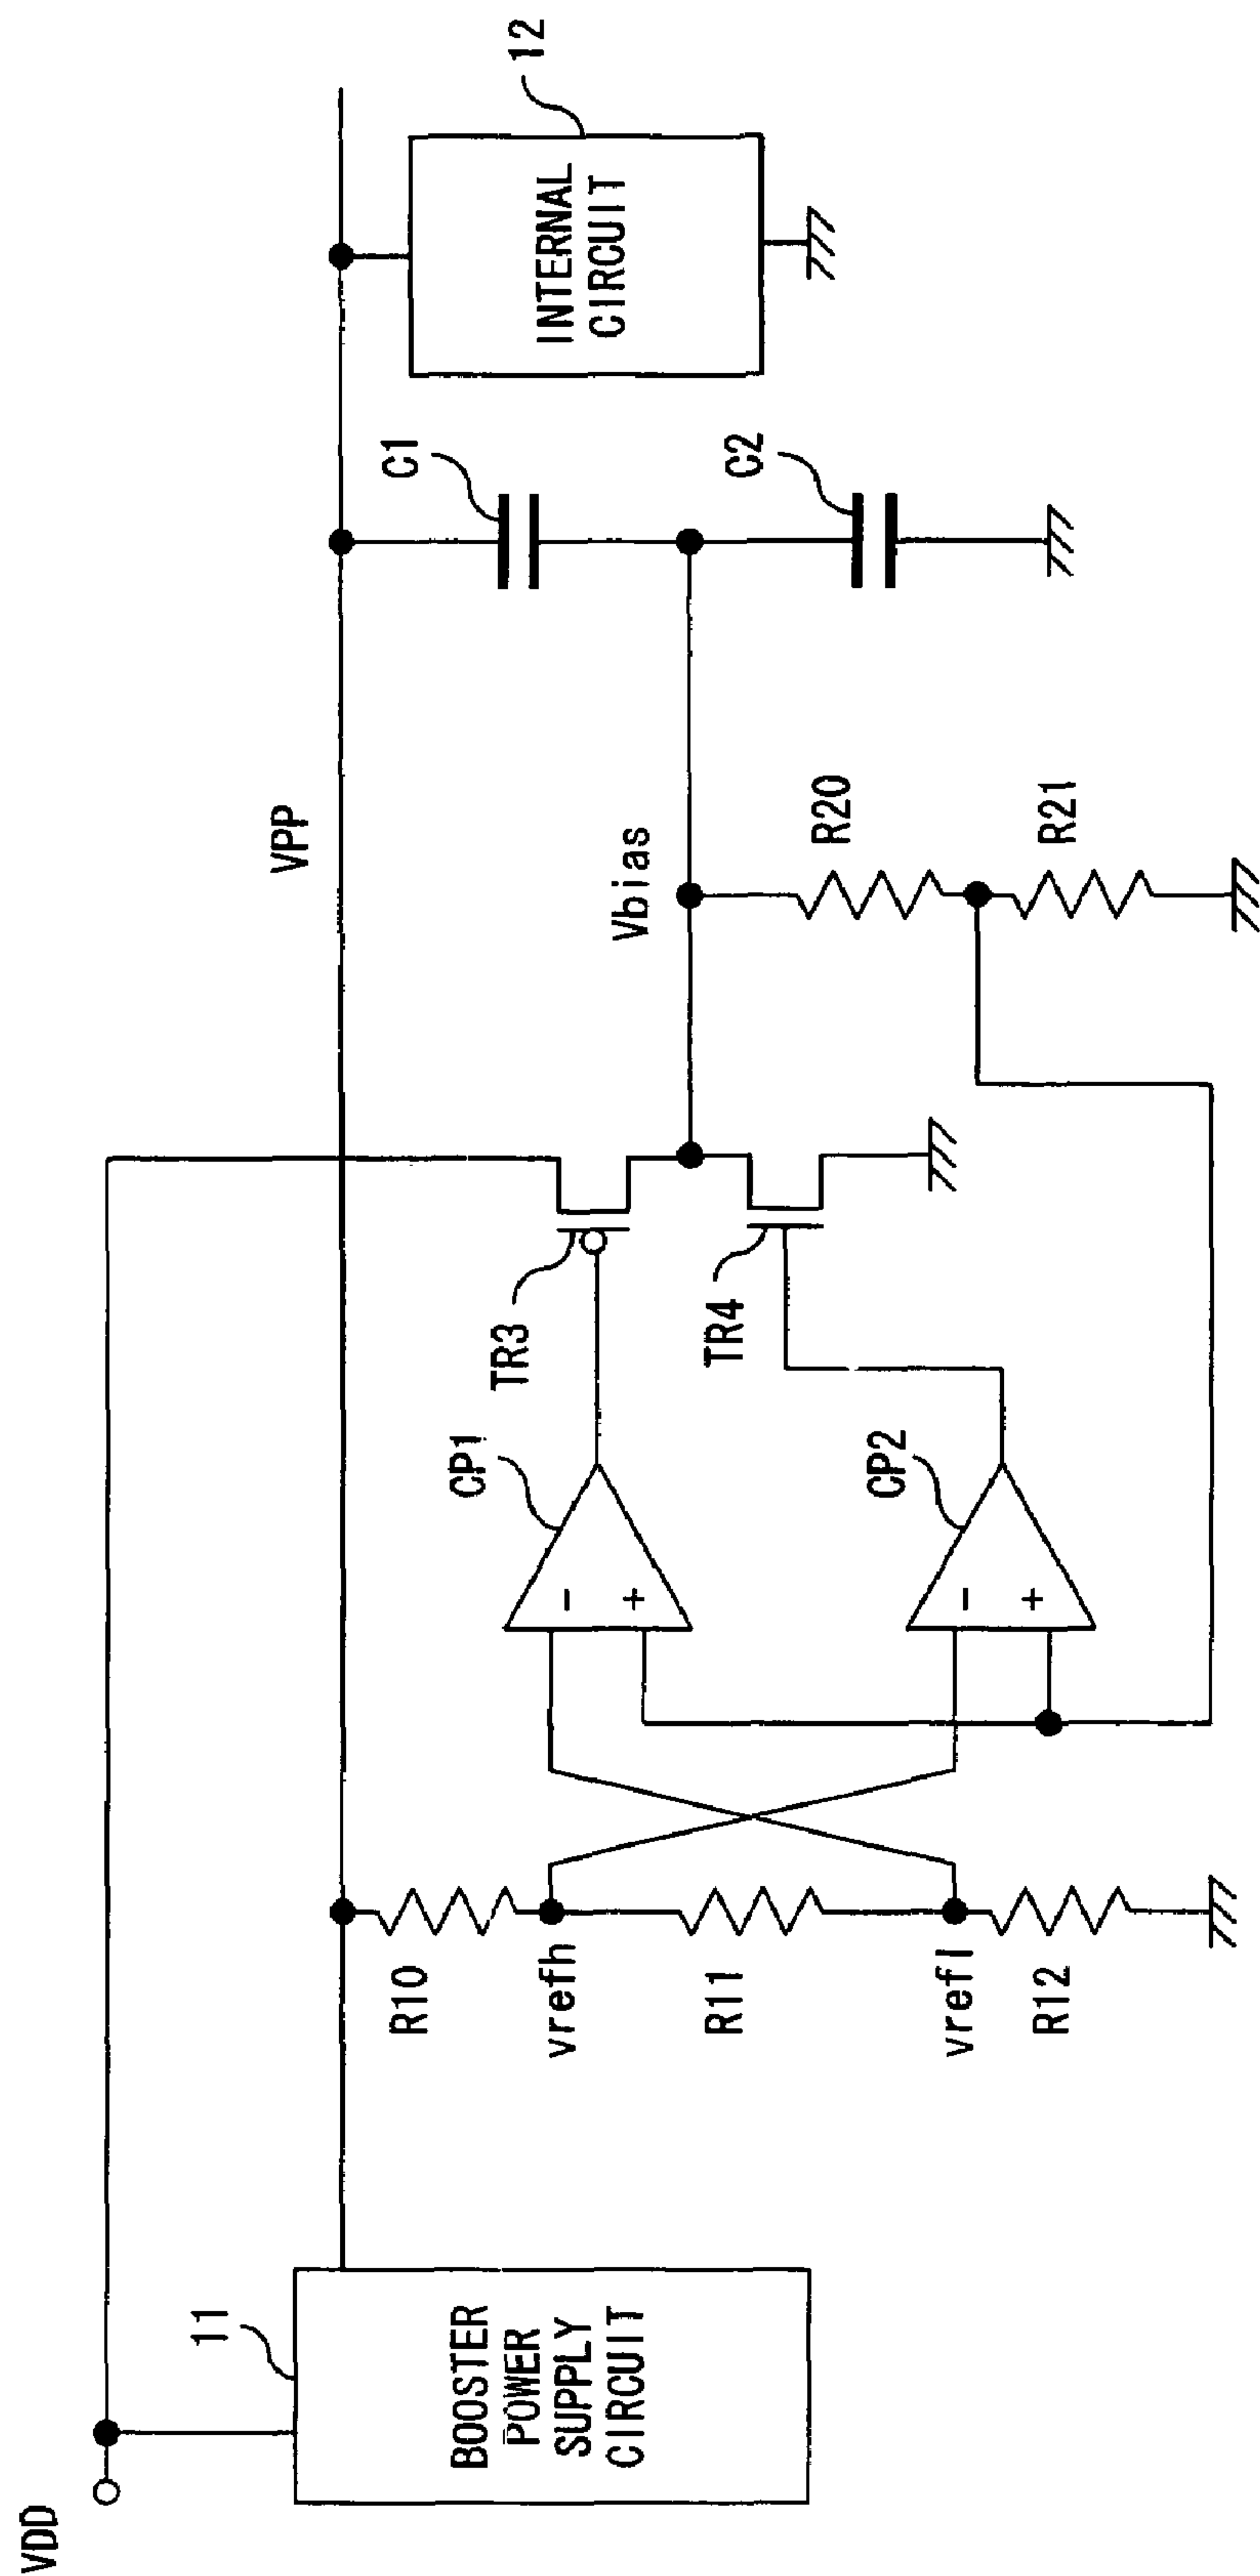 VDD
11
BOOSTER
POWER
SUPPLY
CIRCUIT
VPP
R10
vrefh
R11
vrefl
R12
CP1
-
+
CP2
-
+
TR3
TR4
Vbias
R20
R21
C1
C2
12
INTERNAL
CIRCUIT